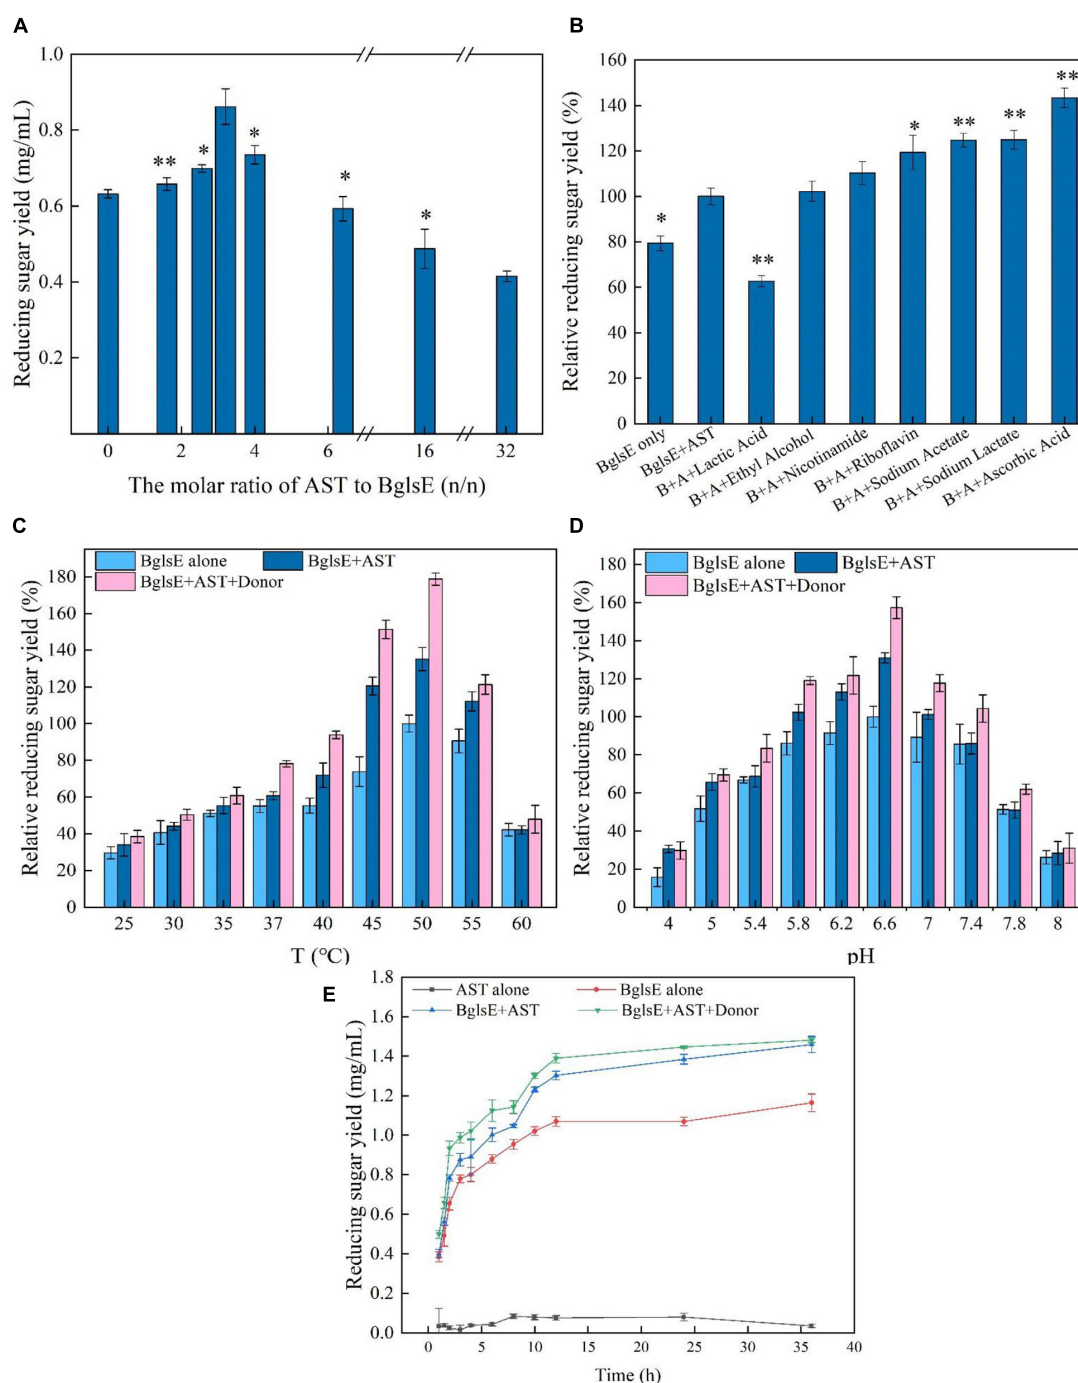 A
Reducing sugar yield (mg/mL)
1.0
0.8
0.6
0.4
0.2
** * * * *
0 2 4 6 16 32
The molar ratio of AST to BglsE (n/n)
B
Relative reducing sugar yield (%)
160
140
120
100
80
60
40
20
0
* ** * ** ** **
BglsE only
BglsE+AST
B+A+Lactic Acid
B+A+Ethyl Alcohol
B+A+Nicotinamide
B+A+Riboflavin
B+A+Sodium Acetate
B+A+Sodium Lactate
B+A+Ascorbic Acid
C
BglsE alone BglsE+AST
BglsE+AST+Donor
Relative reducing sugar yield (%)
180
160
140
120
100
80
60
40
20
0
25 30 35 37 40 45 50 55 60
T (°C)
D
BglsE alone BglsE+AST
BglsE+AST+Donor
Relative reducing sugar yield (%)
180
160
140
120
100
80
60
40
20
0
4 5 5.4 5.8 6.2 6.6 7 7.4 7.8 8
pH
E
AST alone BglsE alone
BglsE+AST BglsE+AST+Donor
Reducing sugar yield (mg/mL)
1.8
1.6
1.4
1.2
1.0
0.8
0.6
0.4
0.2
0.0
0 5 10 15 20 25 30 35 40
Time (h)